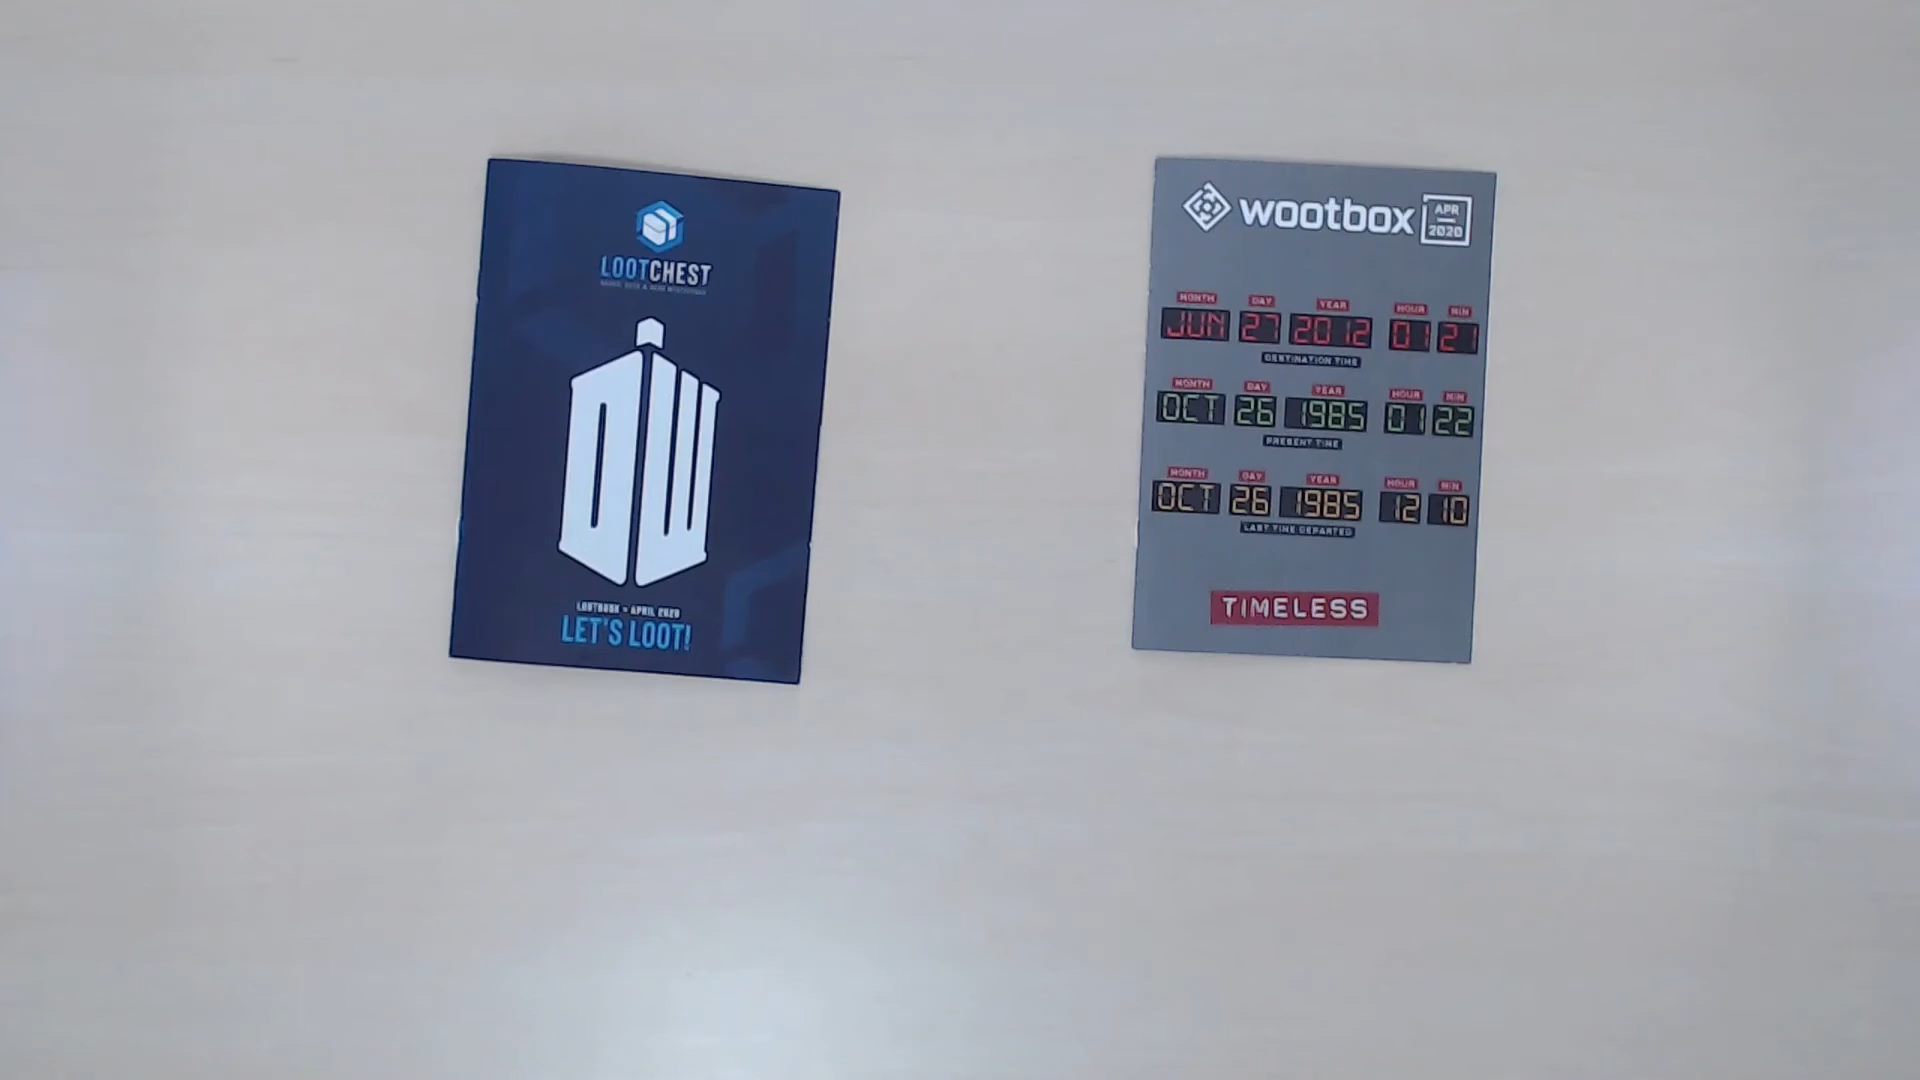 LOOTCHEST
LOOTBOOK - APRIL 2020
LET'S LOOT!
wootbox
APR
2020
MONTH DAY YEAR HOUR MIN
JUN 27 2012 01 21
DESTINATION TIME
MONTH DAY YEAR HOUR MIN
OCT 26 1985 01 22
PRESENT TIME
MONTH DAY YEAR HOUR MIN
OCT 26 1985 12 10
LAST TIME DEPARTED
TIMELESS